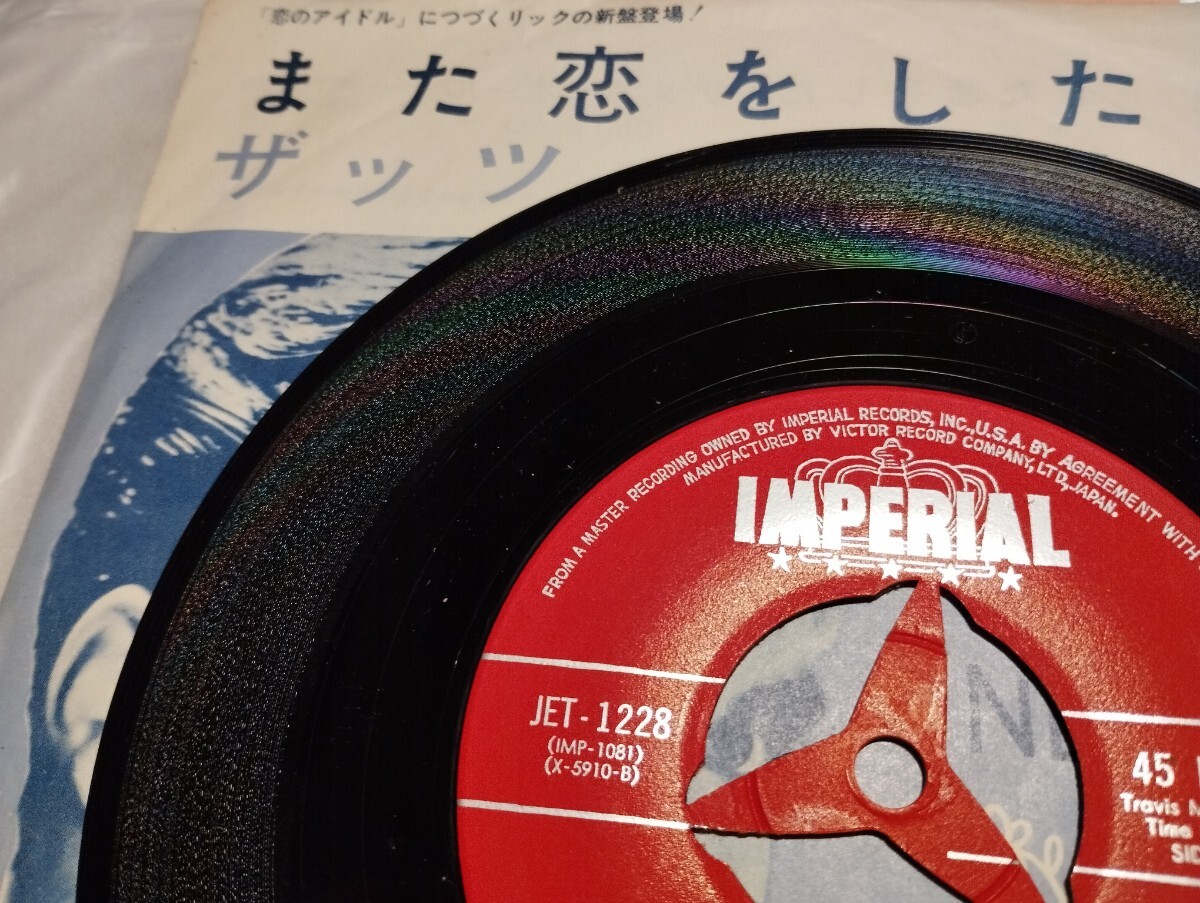 「恋のアイドル」につづくリックの新盤登場！
また恋をした
ザッツ
FROM A MASTER RECORDING OWNED BY IMPERIAL RECORDS, INC., U.S.A. BY AGREEMENT WITH
MANUFACTURED BY VICTOR RECORD COMPANY, LTD, JAPAN.
IMPERIAL
JET-1228
(IMP-1081)
(X-5910-B)
N
45
Travis
Time